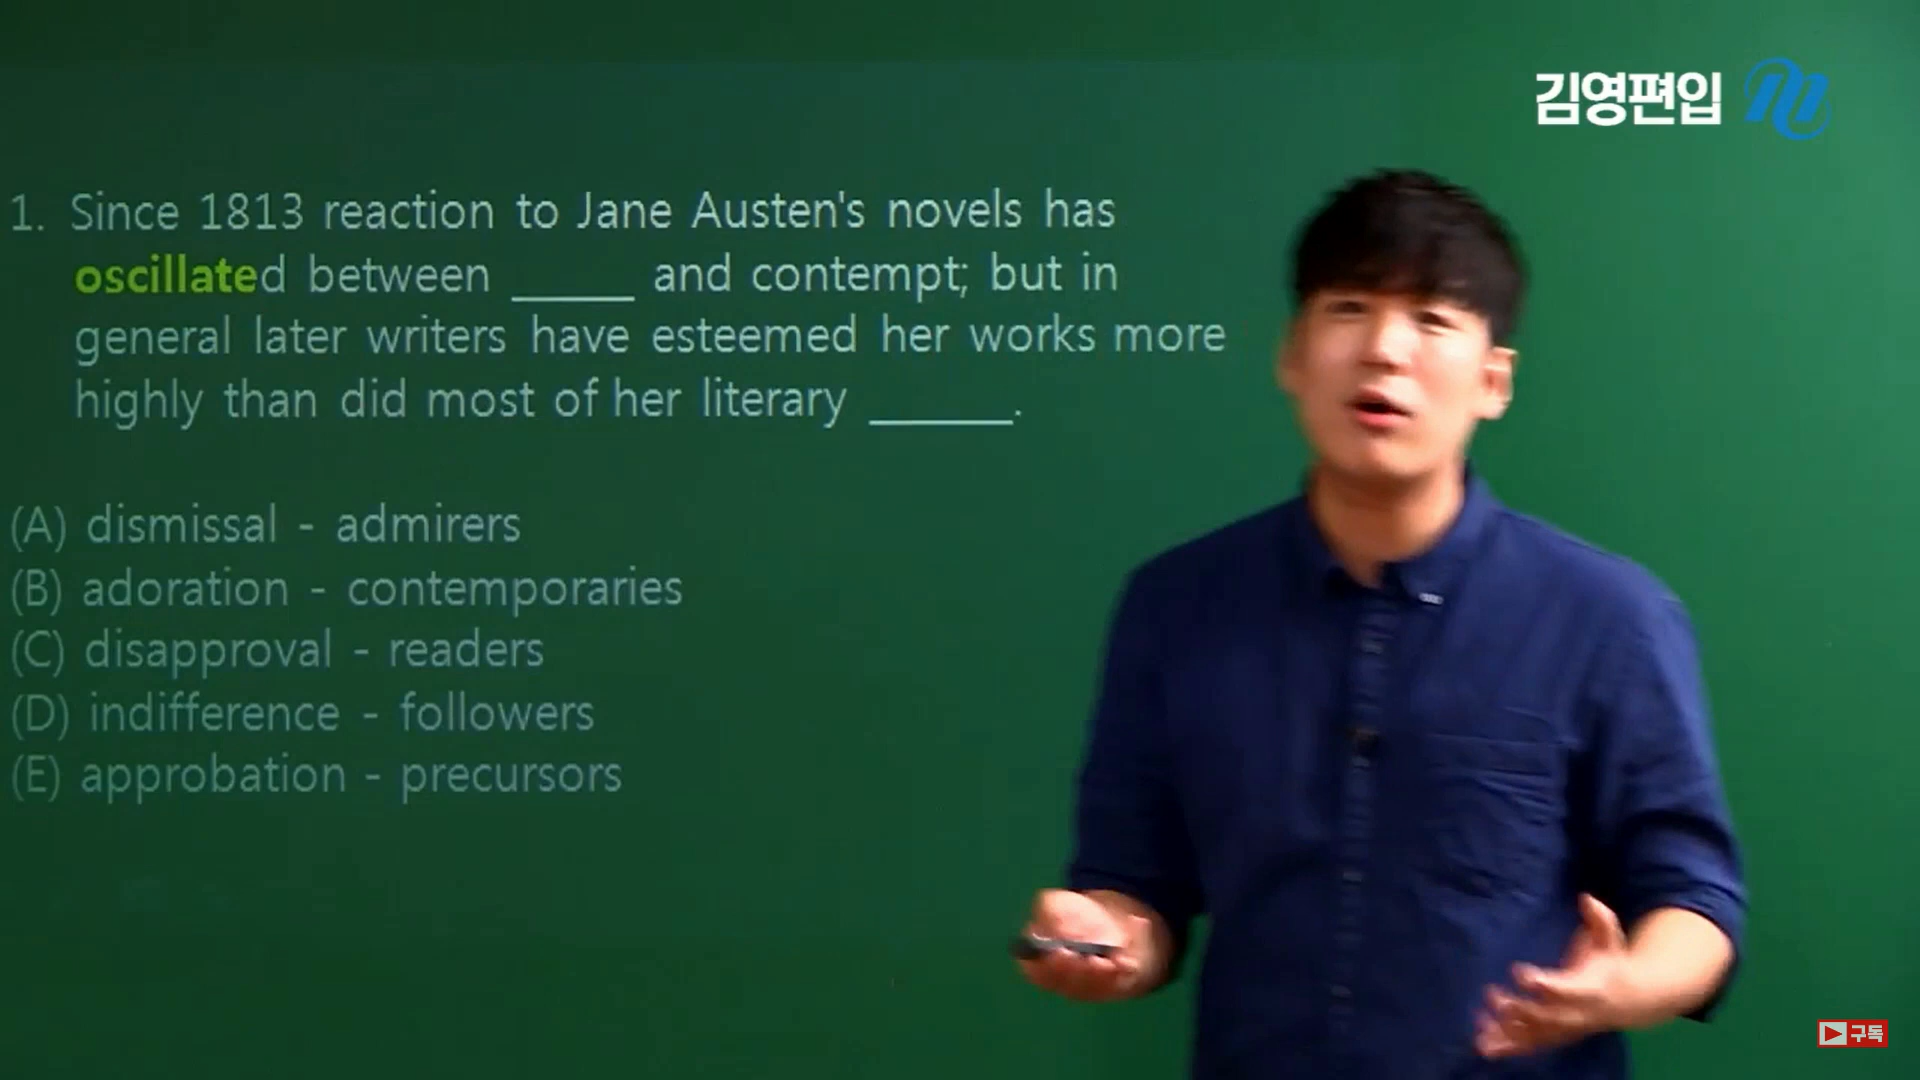 김영편입
1. Since 1813 reaction to Jane Austen's novels has
oscillated between _____ and contempt; but in
general later writers have esteemed her works more
highly than did most of her literary ______.
(A) dismissal - admirers
(B) adoration - contemporaries
(C) disapproval - readers
(D) indifference - followers
(E) approbation - precursors
구독